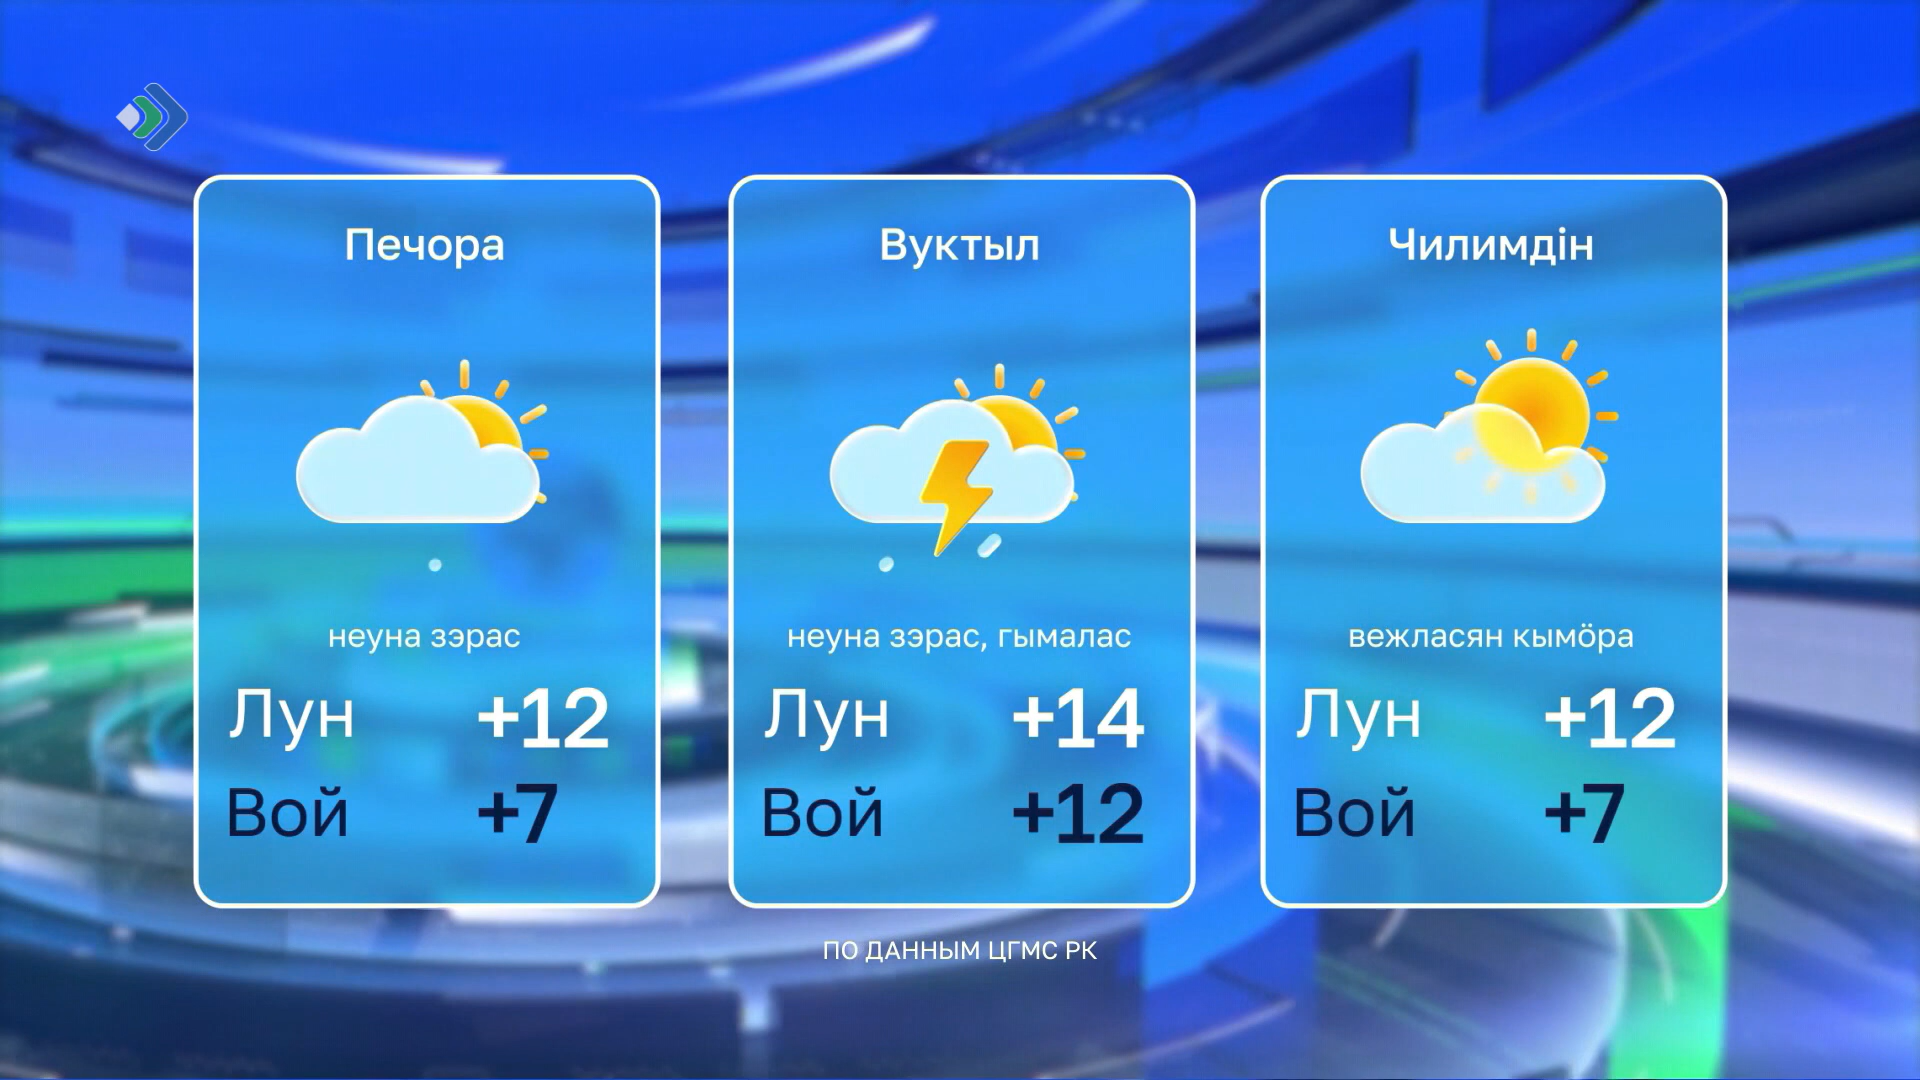 Печора
неуна зэрас
Лун +12
Вой +7
Вуктыл
неуна зэрас, гымалас
Лун +14
Вой +12
Чилимдін
вежласян кымӧра
Лун +12
Вой +7
ПО ДАННЫМ ЦГМС РК